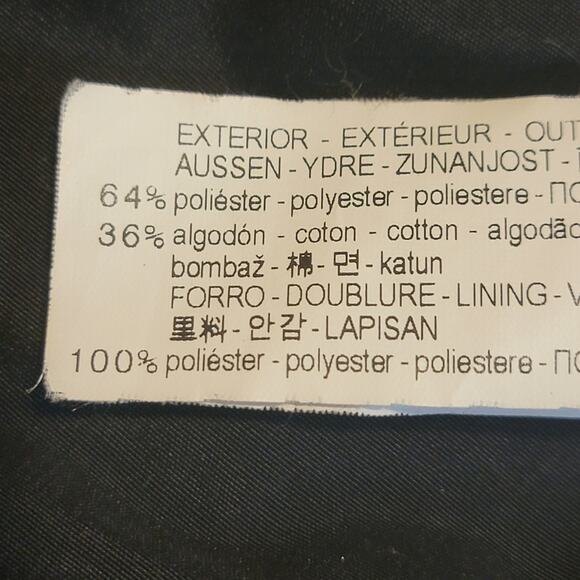 EXTERIOR - EXTÉRIEUR - OUT
AUSSEN - YDRE - ZUNANJOST -
64% poliéster - polyester - poliestere - ПО
36% algodón - coton - cotton - algodão
bombaž - 棉 - 면 - katun
FORRO - DOUBLURE - LINING - V
里料 - 안감 - LAPISAN
100% poliéster - polyester - poliestere - ПО